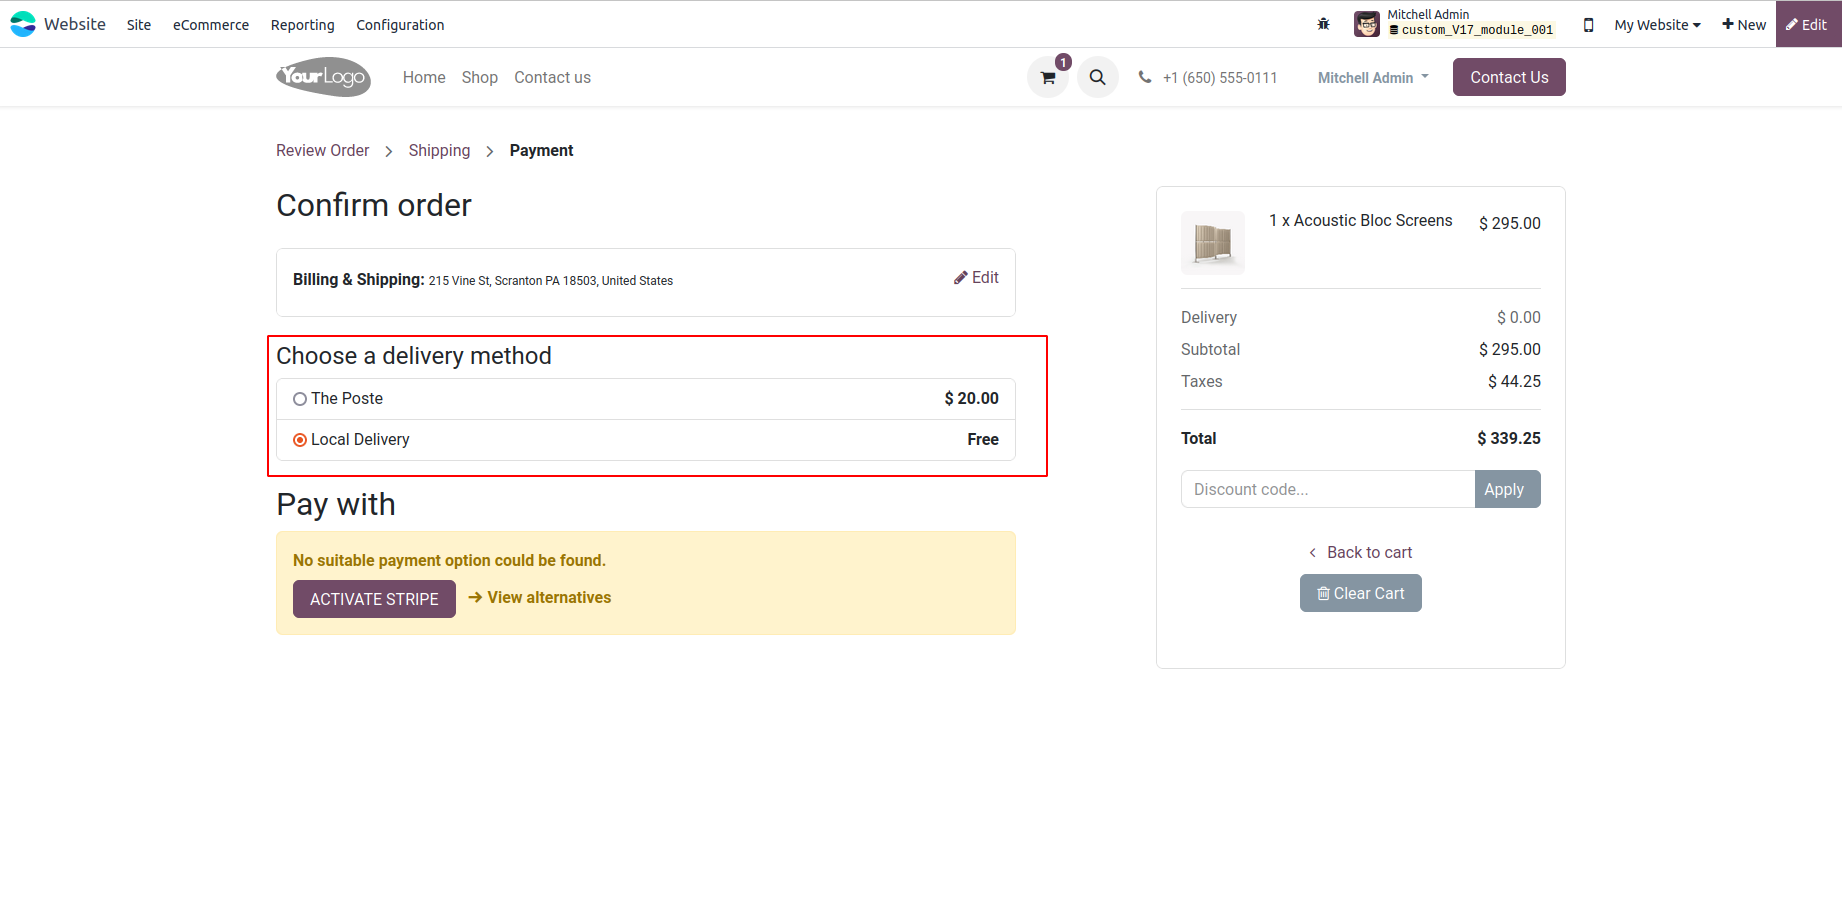 Website Site eCommerce Reporting Configuration Mitchell Admin My Website New Edit
custom_V17_module_001
YourLogo Home Shop Contact us 1 +1 (650) 555-0111 Mitchell Admin Contact Us
Review Order > Shipping > Payment
Confirm order
Billing & Shipping: 215 Vine St, Scranton PA 18503, United States Edit
Choose a delivery method
The Poste $ 20.00
Local Delivery Free
Pay with
No suitable payment option could be found.
ACTIVATE STRIPE → View alternatives
1 x Acoustic Bloc Screens $ 295.00
Delivery $ 0.00
Subtotal $ 295.00
Taxes $ 44.25
Total $ 339.25
Discount code... Apply
< Back to cart
Clear Cart